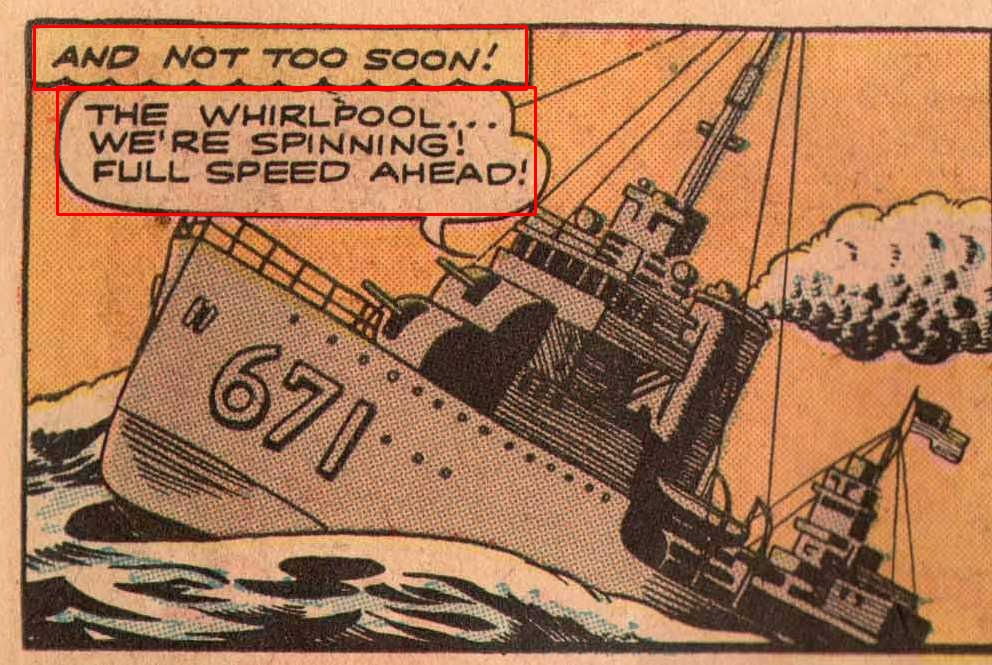 AND NOT TOO SOON!
THE WHIRLPOOL...
WE'RE SPINNING!
FULL SPEED AHEAD!
671